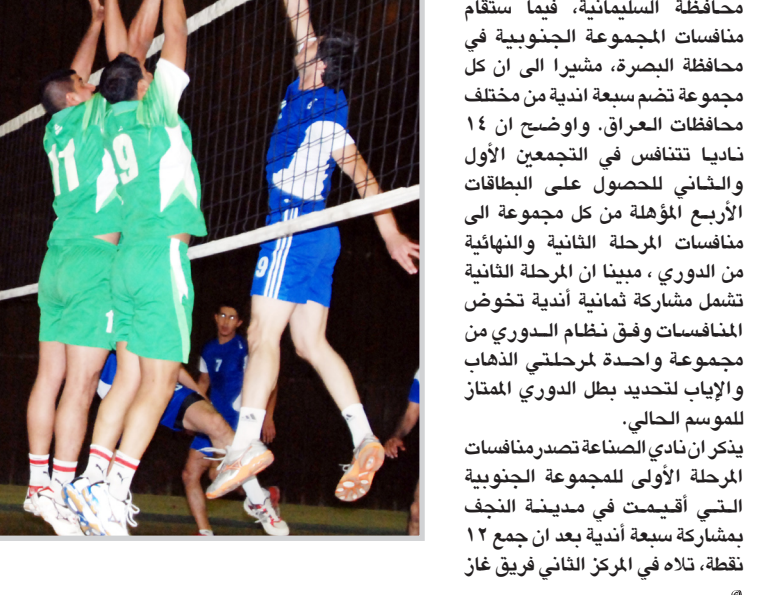 محافظة السليمانية، فيما ستقام
منافسات المجموعة الجنوبية في
محافظة البصرة، مشيرا الى ان كل
مجموعة تضم سبعة اندية من مختلف
محافظات العراق. واوضح ان ١٤
ناديا تتنافس في التجمعين الأول
والثاني للحصول على البطاقات
الأربع المؤهلة من كل مجموعة الى
منافسات المرحلة الثانية والنهائية
من الدوري ، مبينا ان المرحلة الثانية
تشمل مشاركة ثمانية أندية تخوض
المنافسات وفق نظام الدوري من
مجموعة واحدة لمرحلتي الذهاب
والإياب لتحديد بطل الدوري الممتاز
للموسم الحالي.
يذكر ان نادي الصناعة تصدر منافسات
المرحلة الأولى للمجموعة الجنوبية
التي أقيمت في مدينة النجف
بمشاركة سبعة أندية بعد ان جمع ١٢
نقطة، تلاه في المركز الثاني فريق غاز
11
9
9
7
1